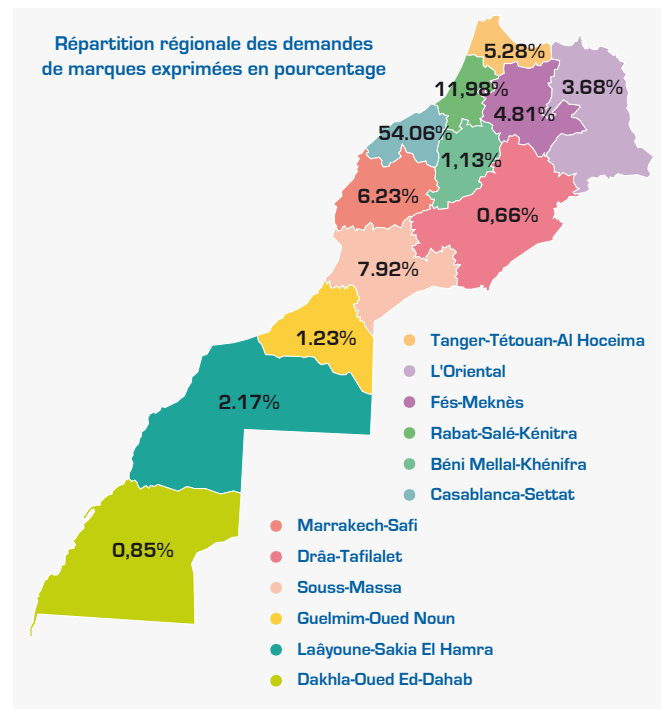 Répartition régionale des demandes
de marques exprimées en pourcentage
5.28%
11,98%
3.68%
4.81%
54.06%
1,13%
6.23%
0,66%
7.92%
1.23%
2.17%
0,85%
Tanger-Tétouan-Al Hoceima
L'Oriental
Fés-Meknès
Rabat-Salé-Kénitra
Béni Mellal-Khénifra
Casablanca-Settat
Marrakech-Safi
Drâa-Tafilalet
Souss-Massa
Guelmim-Oued Noun
Laâyoune-Sakia El Hamra
Dakhla-Oued Ed-Dahab